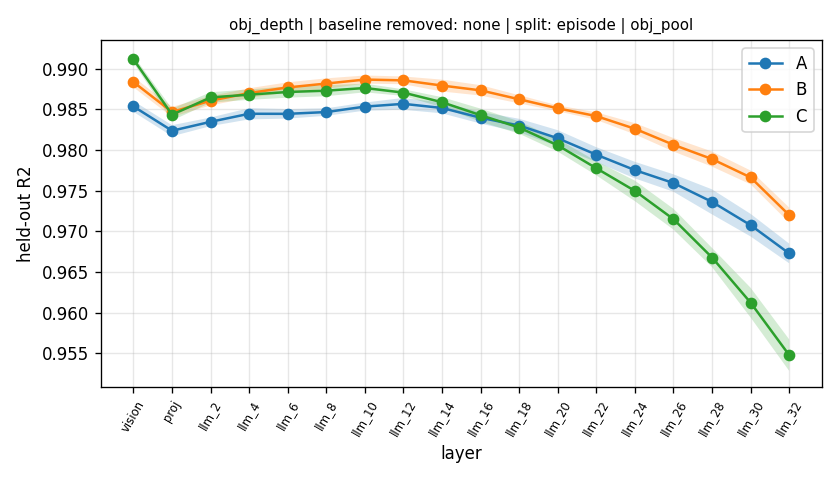 obj_depth | baseline removed: none | split: episode | obj_pool
held-out R2
0.990
0.985
0.980
0.975
0.970
0.965
0.960
0.955
A
B
C
vision
proj
llm_2
llm_4
llm_6
llm_8
llm_10
llm_12
llm_14
llm_16
llm_18
llm_20
llm_22
llm_24
llm_26
llm_28
llm_30
llm_32
layer